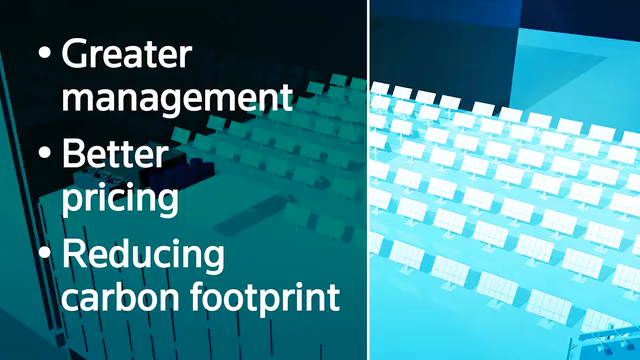 • Greater
management
• Better
pricing
• Reducing
carbon footprint